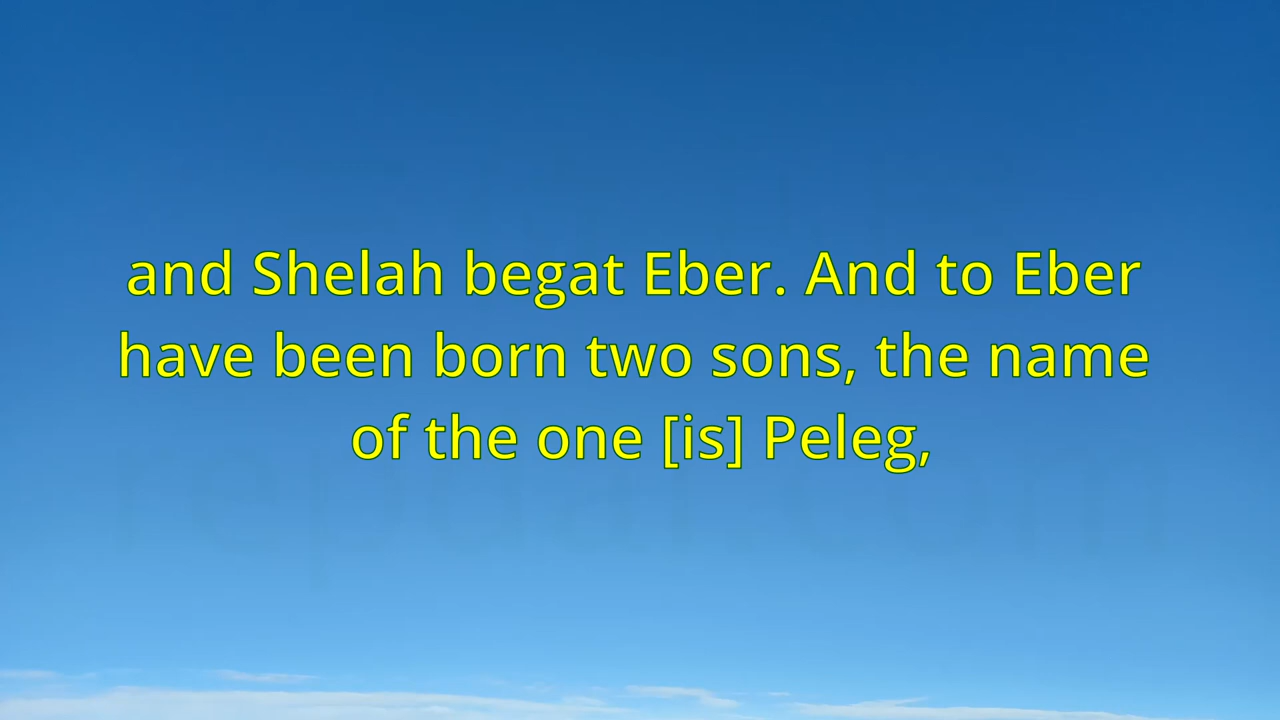 and Shelah begat Eber. And to Eber
have been born two sons, the name
of the one [is] Peleg,